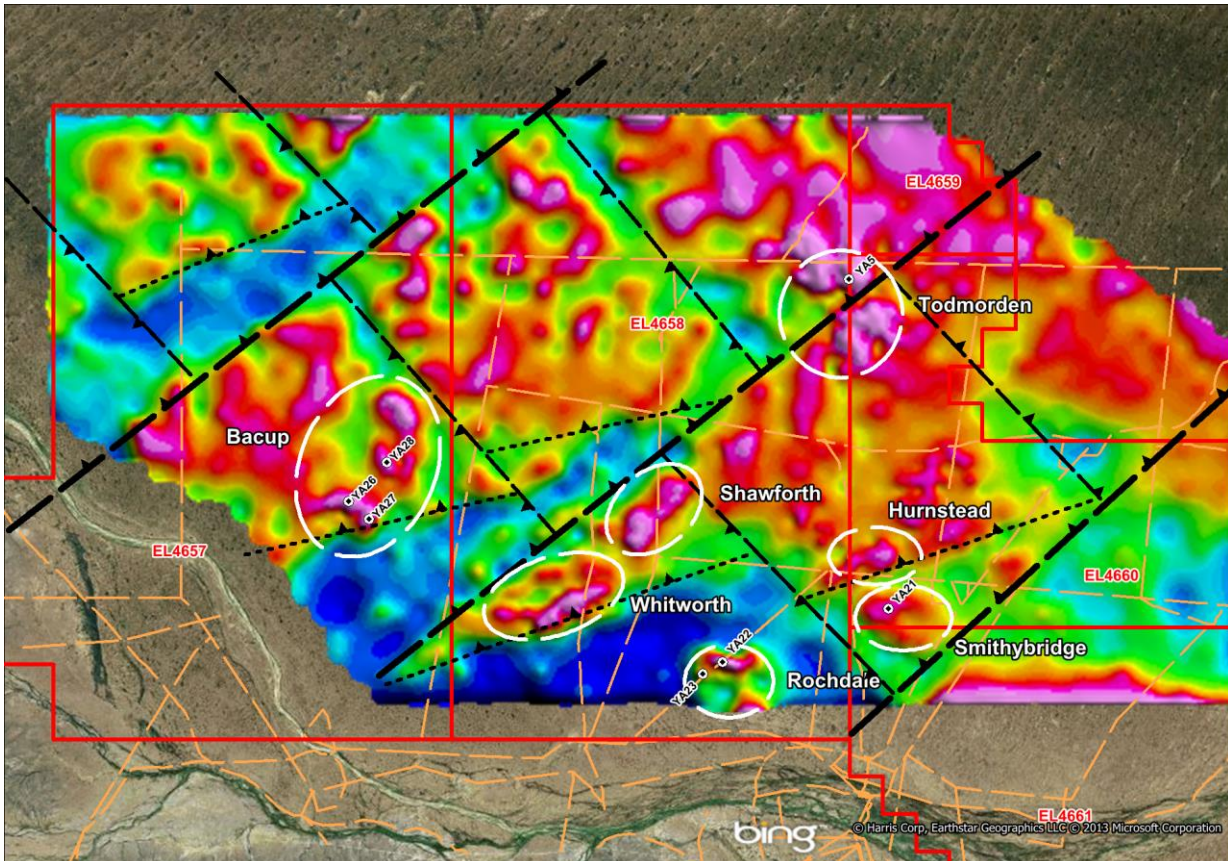 EL4659
YA5
Todmorden
EL4658
Bacup
YA28
YA26
YA27
Shawforth
Hurnstead
EL4657
EL4660
YA21
Whitworth
Smithybridge
YA22
YA23
Rochdale
EL4661
bing
© Harris Corp, Earthstar Geographics LLC © 2013 Microsoft Corporation